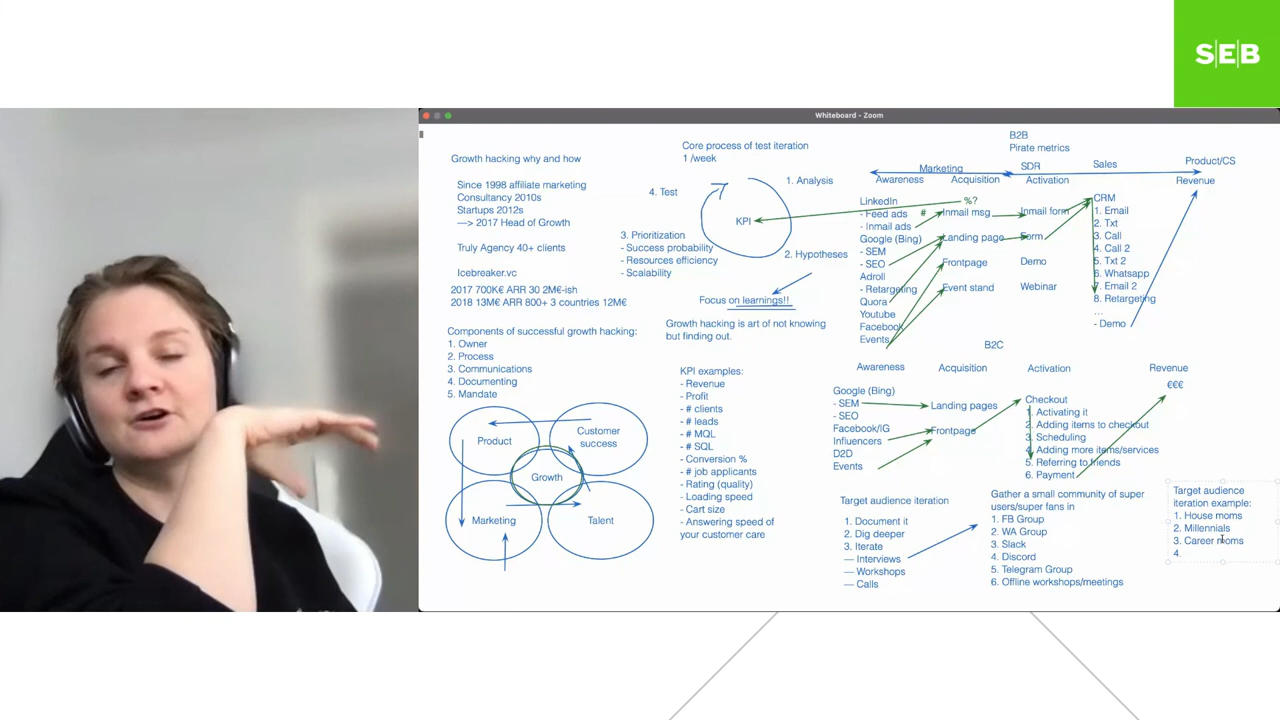 SEB
Whiteboard - Zoom
Growth hacking why and how
Since 1998 affiliate marketing
Consultancy 2010s
Startups 2012s
—> 2017 Head of Growth
Truly Agency 40+ clients
Icebreaker.vc
2017 700K€ ARR 30 2M€-ish
2018 13M€ ARR 800+ 3 countries 12M€
Components of successful growth hacking:
1. Owner
2. Process
3. Communications
4. Documenting
5. Mandate
Product
Customer
success
Growth
Marketing
Talent
Core process of test iteration
1 /week
1. Analysis
4. Test
KPI
3. Prioritization
- Success probability
- Resources efficiency
- Scalability
2. Hypotheses
Focus on learnings!!
Growth hacking is art of not knowing
but finding out.
KPI examples:
- Revenue
- Profit
- # clients
- # leads
- # MQL
- # SQL
- Conversion %
- # job applicants
- Rating (quality)
- Loading speed
- Cart size
- Answering speed of
your customer care
B2B
Pirate metrics
Marketing
SDR
Sales
Product/CS
Awareness
Acquisition
Activation
Revenue
LinkedIn
- Feed ads
- Inmail ads
Google (Bing)
- SEM
- SEO
Adroll
- Retargeting
Quora
Youtube
Facebook
Events
%?
# Inmail msg
Landing page
Frontpage
Event stand
Inmail form
Form
Demo
Webinar
CRM
1. Email
2. Txt
3. Call
4. Call 2
5. Txt 2
6. Whatsapp
7. Email 2
8. Retargeting
...
- Demo
B2C
Awareness
Acquisition
Activation
Revenue
€€€
Google (Bing)
- SEM
- SEO
Facebook/IG
Influencers
D2D
Events
Landing pages
Frontpage
Checkout
1. Activating it
2. Adding items to checkout
3. Scheduling
4. Adding more items/services
5. Referring to friends
6. Payment
Target audience iteration
1. Document it
2. Dig deeper
3. Iterate
— Interviews
— Workshops
— Calls
Gather a small community of super
users/super fans in
1. FB Group
2. WA Group
3. Slack
4. Discord
5. Telegram Group
6. Offline workshops/meetings
Target audience
iteration example:
1. House moms
2. Millennials
3. Career moms
4.